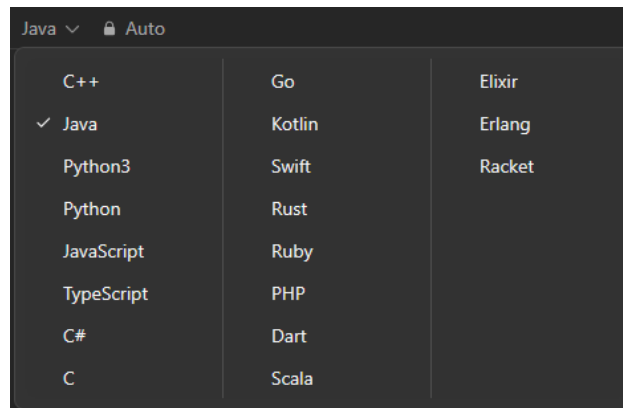 Java Auto
C++
Java
Python3
Python
JavaScript
TypeScript
C#
C
Go
Kotlin
Swift
Rust
Ruby
PHP
Dart
Scala
Elixir
Erlang
Racket